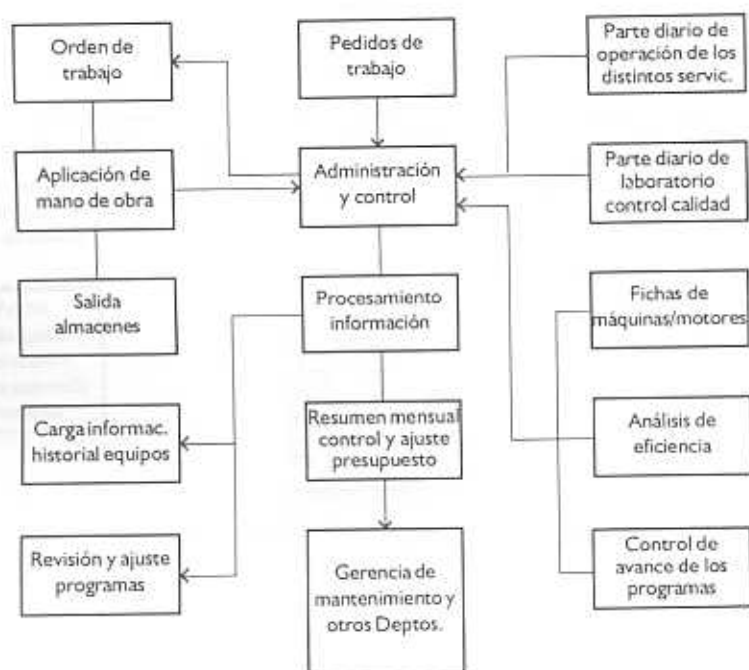 Orden de
trabajo
Pedidos de
trabajo
Parte diario de
operación de los
distintos servic.
Aplicación de
mano de obra
Administración
y control
Parte diario de
laboratorio
control calidad
Salida
almacenes
Procesamiento
información
Fichas de
máquinas/motores
Carga informac.
historial equipos
Resumen mensual
control y ajuste
presupuesto
Análisis de
eficiencia
Revisión y ajuste
programas
Gerencia de
mantenimiento y
otros Deptos.
Control de
avance de los
programas